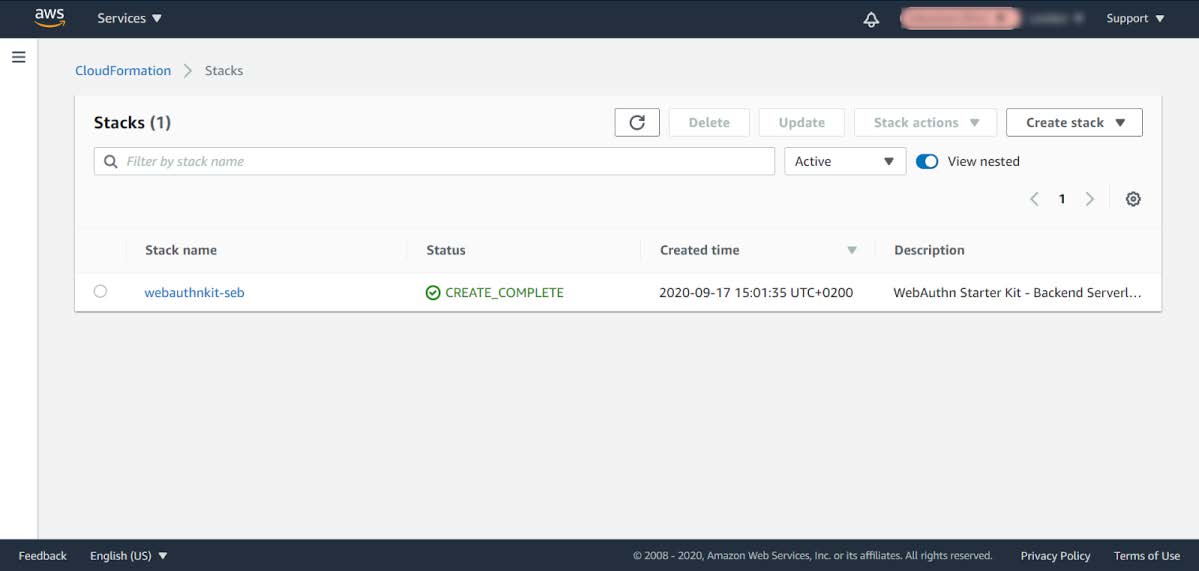 aws Services Support
CloudFormation Stacks
Stacks (1) Delete Update Stack actions Create stack
Filter by stack name Active View nested
1
Stack name Status Created time Description
webauthnkit-seb CREATE_COMPLETE 2020-09-17 15:01:35 UTC+0200 WebAuthn Starter Kit - Backend Serverl...
Feedback English (US) © 2008 - 2020, Amazon Web Services, Inc. or its affiliates. All rights reserved. Privacy Policy Terms of Use